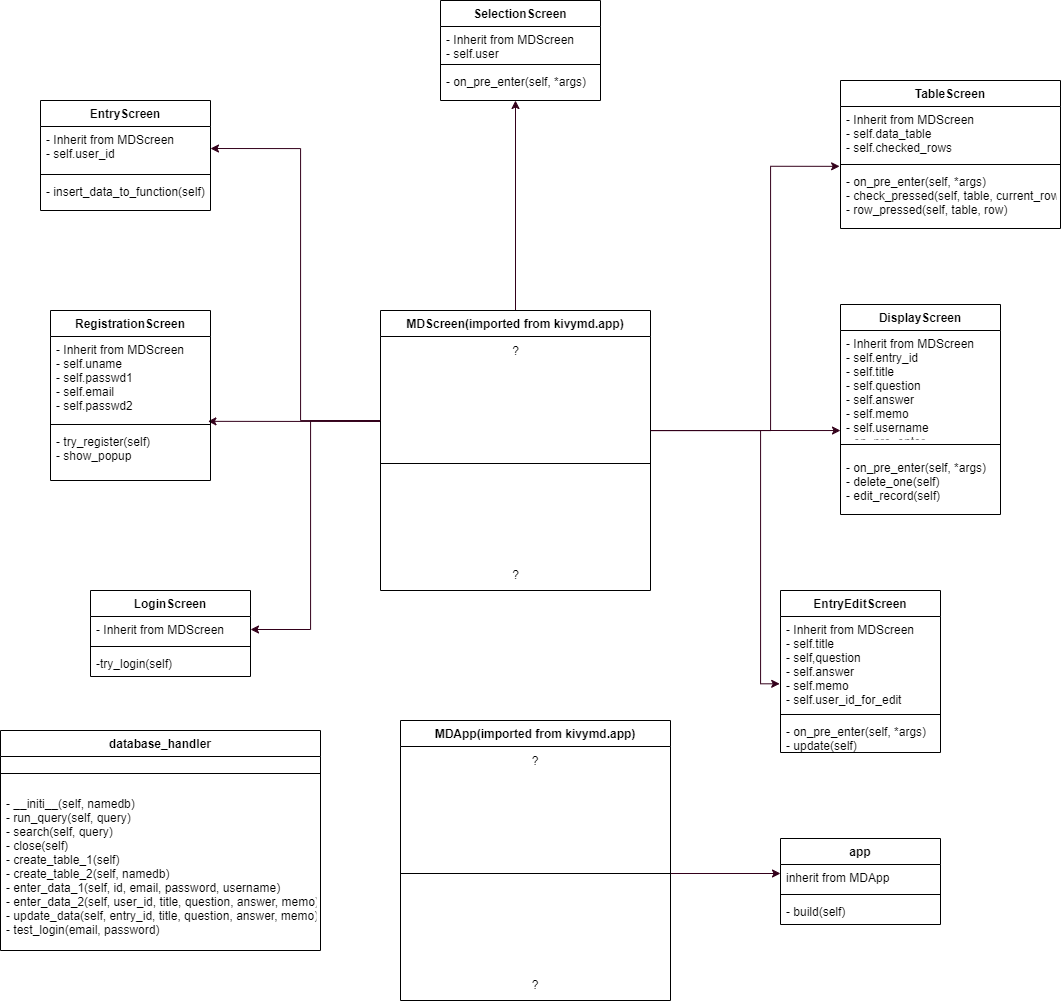 SelectionScreen
- Inherit from MDScreen
- self.user
- on_pre_enter(self, *args)
EntryScreen
- Inherit from MDScreen
- self.user_id
- insert_data_to_function(self)
TableScreen
- Inherit from MDScreen
- self.data_table
- self.checked_rows
- on_pre_enter(self, *args)
- check_pressed(self, table, current_row
- row_pressed(self, table, row)
RegistrationScreen
- Inherit from MDScreen
- self.uname
- self.passwd1
- self.email
- self.passwd2
- try_register(self)
- show_popup
MDScreen(imported from kivymd.app)
?
?
DisplayScreen
- Inherit from MDScreen
- self.entry_id
- self.title
- self.question
- self.answer
- self.memo
- self.username
- on_pre_enter(self, *args)
- delete_one(self)
- edit_record(self)
LoginScreen
- Inherit from MDScreen
-try_login(self)
EntryEditScreen
- Inherit from MDScreen
- self.title
- self,question
- self.answer
- self.memo
- self.user_id_for_edit
- on_pre_enter(self, *args)
- update(self)
database_handler
- __initi__(self, namedb)
- run_query(self, query)
- search(self, query)
- close(self)
- create_table_1(self)
- create_table_2(self, namedb)
- enter_data_1(self, id, email, password, username)
- enter_data_2(self, user_id, title, question, answer, memo)
- update_data(self, entry_id, title, question, answer, memo)
- test_login(email, password)
MDApp(imported from kivymd.app)
?
?
app
inherit from MDApp
- build(self)